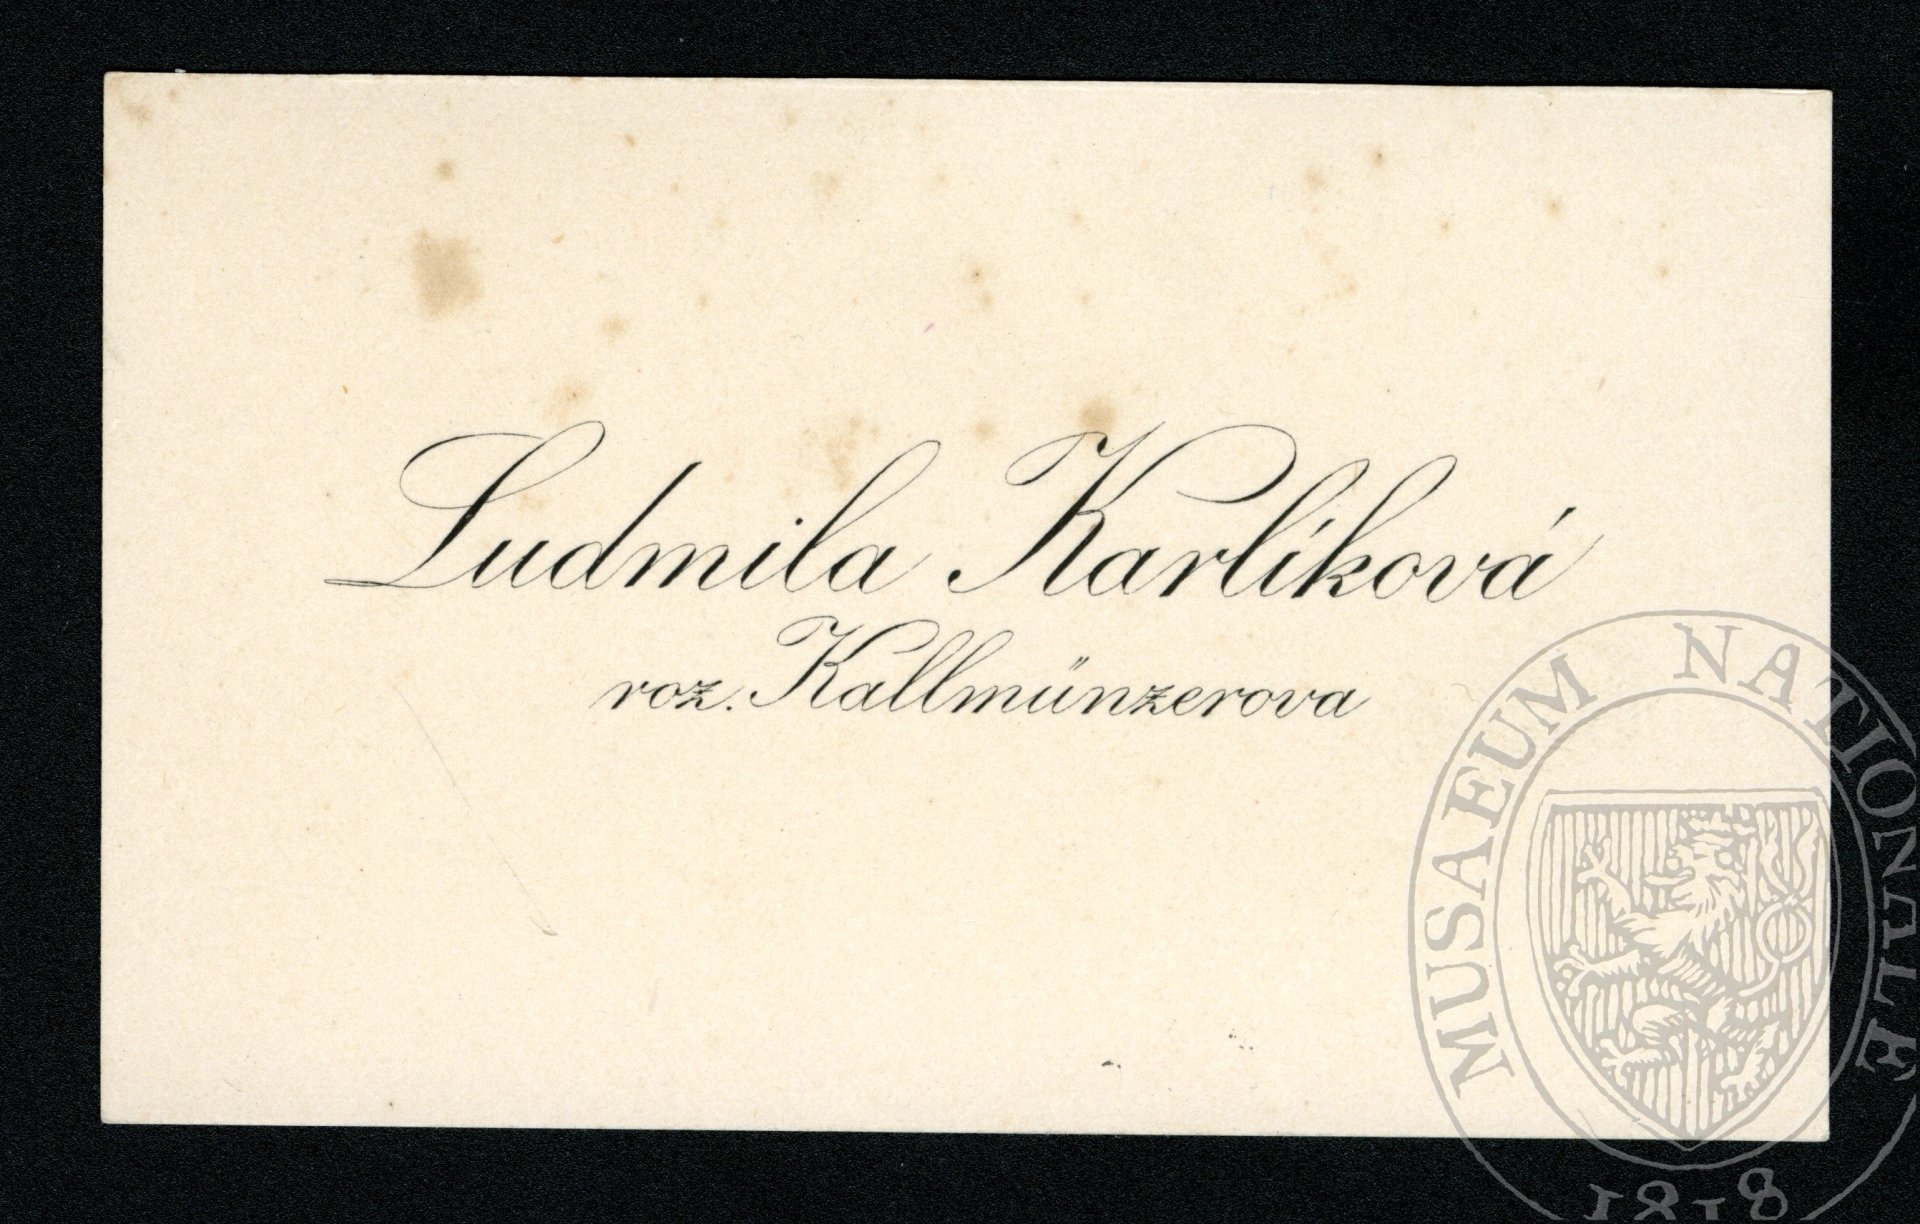 Ludmila Karlíková
roz. Kallmünzerova
MUSAEUM NATIONALE
1818